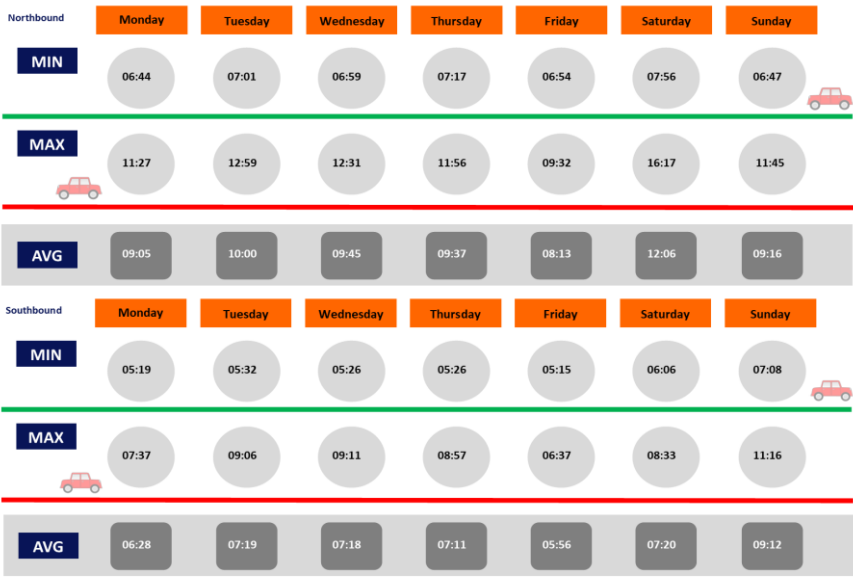 Northbound Monday Tuesday Wednesday Thursday Friday Saturday Sunday
MIN 06:44 07:01 06:59 07:17 06:54 07:56 06:47
MAX 11:27 12:59 12:31 11:56 09:32 16:17 11:45
AVG 09:05 10:00 09:45 09:37 08:13 12:06 09:16
Southbound Monday Tuesday Wednesday Thursday Friday Saturday Sunday
MIN 05:19 05:32 05:26 05:26 05:15 06:06 07:08
MAX 07:37 09:06 09:11 08:57 06:37 08:33 11:16
AVG 06:28 07:19 07:18 07:11 05:56 07:20 09:12